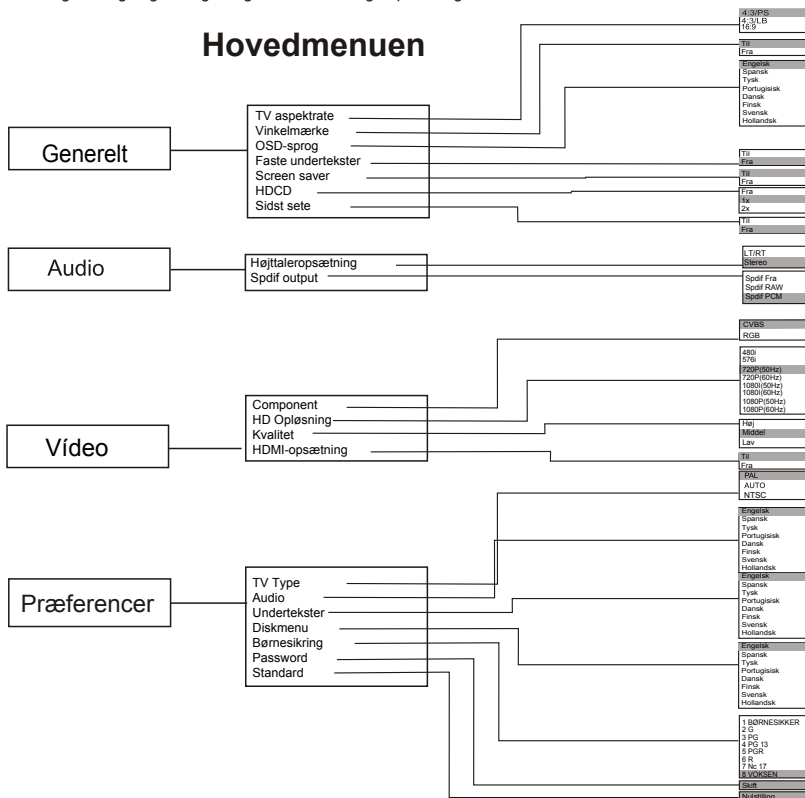 Hovedmenuen
Generelt
TV aspektrate
Vinkelmærke
OSD-sprog
Faste undertekster
Screen saver
HDCD
Sidst sete
4:3/PS
4:3/LB
16:9
Til
Fra
Engelsk
Spansk
Tysk
Portugisisk
Dansk
Finsk
Svensk
Hollandsk
Til
Fra
Til
Fra
Fra
1x
2x
Til
Fra
Audio
Højttaleropsætning
Spdif output
LT/RT
Stereo
Spdif Fra
Spdif RAW
Spdif PCM
Vídeo
Component
HD Opløsning
Kvalitet
HDMI-opsætning
CVBS
RGB
480i
576i
720P(50Hz)
720P(60Hz)
1080I(50Hz)
1080I(60Hz)
1080P(50Hz)
1080P(60Hz)
Høj
Middel
Lav
Til
Fra
Præferencer
TV Type
Audio
Undertekster
Diskmenu
Børnesikring
Password
Standard
PAL
AUTO
NTSC
Engelsk
Spansk
Tysk
Portugisisk
Dansk
Finsk
Svensk
Hollandsk
Engelsk
Spansk
Tysk
Portugisisk
Dansk
Finsk
Svensk
Hollandsk
Engelsk
Spansk
Tysk
Portugisisk
Dansk
Finsk
Svensk
Hollandsk
1 BØRNESIKKER
2 G
3 PG
4 PG 13
5 PGR
6 R
7 Nc 17
8 VOKSEN
Skift
Nulstilling